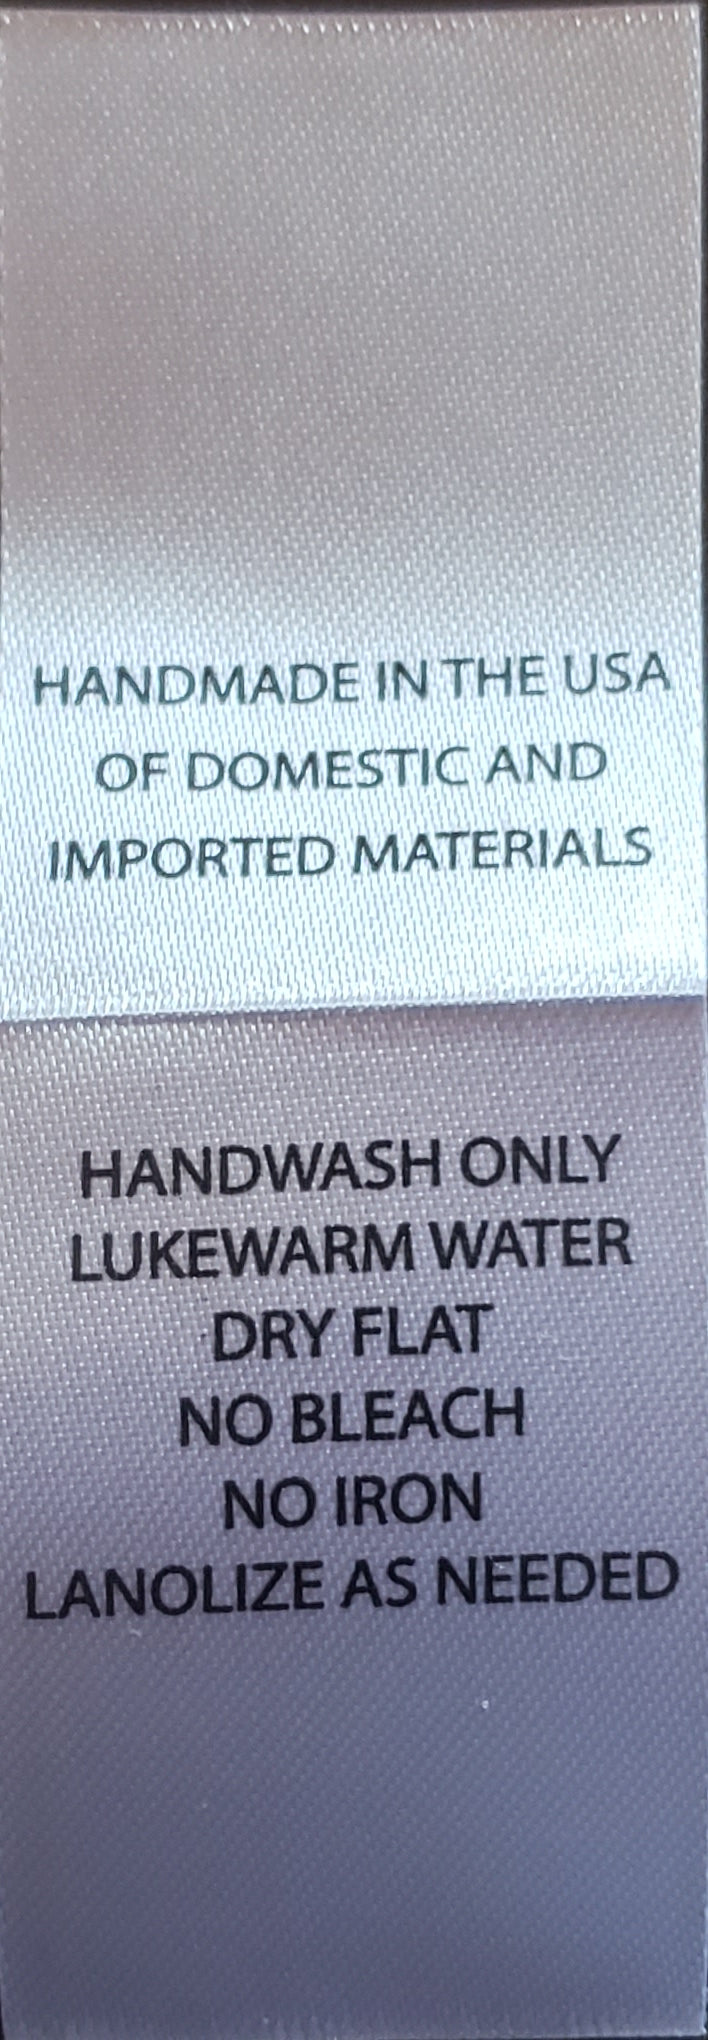 HANDMADE IN THE USA
OF DOMESTIC AND
IMPORTED MATERIALS
HANDWASH ONLY
LUKEWARM WATER
DRY FLAT
NO BLEACH
NO IRON
LANOLIZE AS NEEDED